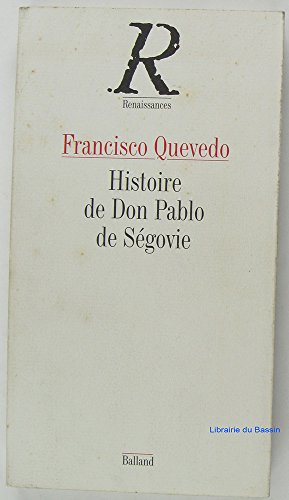 R
Renaissances
Francisco Quevedo
Histoire
de Don Pablo
de Ségovie
Librairie du Bassin
Balland